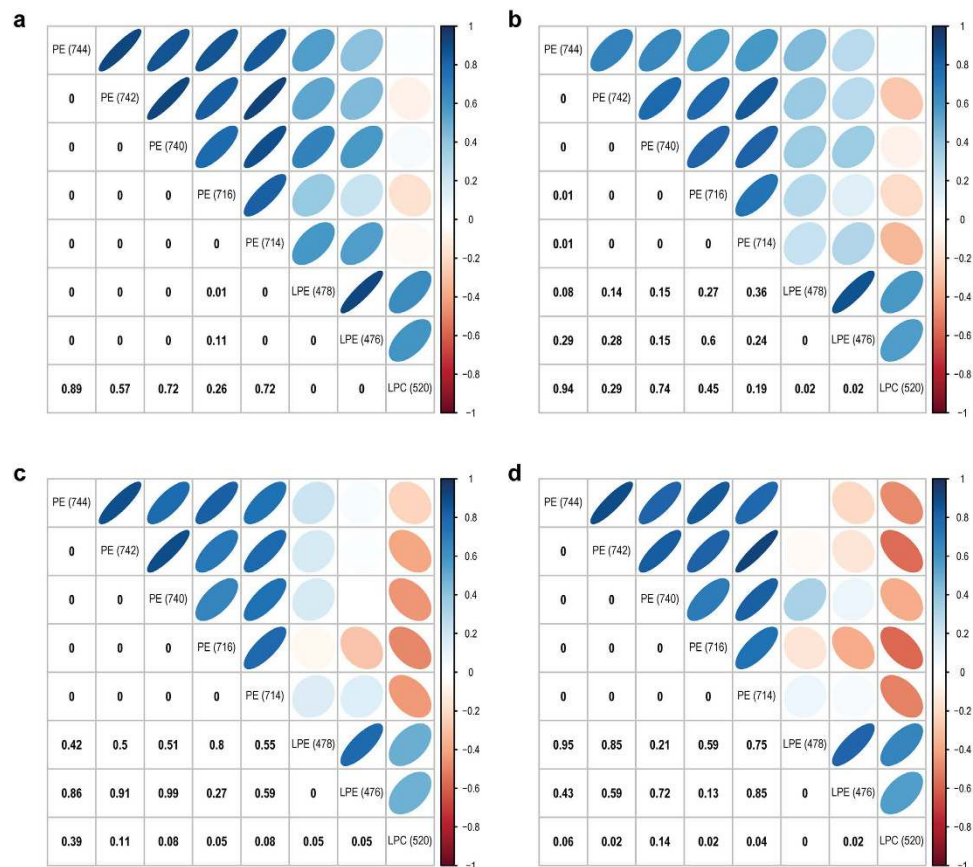 a
PE (744)
0 PE (742)
0 0 PE (740)
0 0 0 PE (716)
0 0 0 0 PE (714)
0 0 0 0.01 0 LPE (478)
0 0 0 0.11 0 0 LPE (476)
0.89 0.57 0.72 0.26 0.72 0 0 LPC (520)
1
0.8
0.6
0.4
0.2
0
−0.2
−0.4
−0.6
−0.8
−1
b
PE (744)
0 PE (742)
0 0 PE (740)
0.01 0 0 PE (716)
0.01 0 0 0 PE (714)
0.08 0.14 0.15 0.27 0.36 LPE (478)
0.29 0.28 0.15 0.6 0.24 0 LPE (476)
0.94 0.29 0.74 0.45 0.19 0.02 0.02 LPC (520)
1
0.8
0.6
0.4
0.2
0
−0.2
−0.4
−0.6
−0.8
−1
c
PE (744)
0 PE (742)
0 0 PE (740)
0 0 0 PE (716)
0 0 0 0 PE (714)
0.42 0.5 0.51 0.8 0.55 LPE (478)
0.86 0.91 0.99 0.27 0.59 0 LPE (476)
0.39 0.11 0.08 0.05 0.08 0.05 0.05 LPC (520)
1
0.8
0.6
0.4
0.2
0
−0.2
−0.4
−0.6
−0.8
−1
d
PE (744)
0 PE (742)
0 0 PE (740)
0 0 0 PE (716)
0 0 0 0 PE (714)
0.95 0.85 0.21 0.59 0.75 LPE (478)
0.43 0.59 0.72 0.13 0.85 0 LPE (476)
0.06 0.02 0.14 0.02 0.04 0 0.02 LPC (520)
1
0.8
0.6
0.4
0.2
0
−0.2
−0.4
−0.6
−0.8
−1